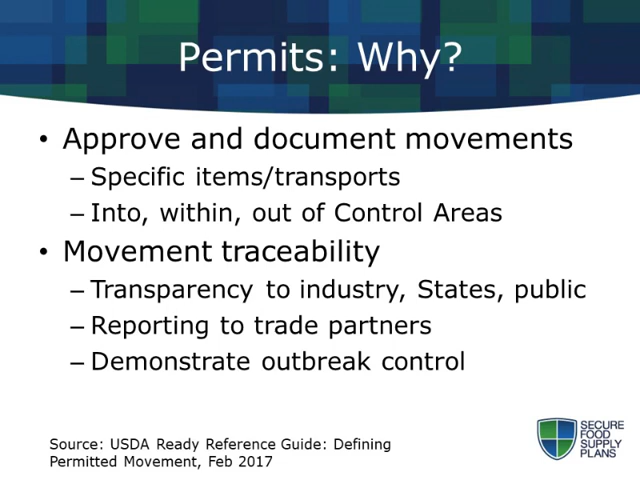 Permits: Why?
• Approve and document movements
– Specific items/transports
– Into, within, out of Control Areas
• Movement traceability
– Transparency to industry, States, public
– Reporting to trade partners
– Demonstrate outbreak control
Source: USDA Ready Reference Guide: Defining
Permitted Movement, Feb 2017
SECURE
FOOD
SUPPLY
PLANS